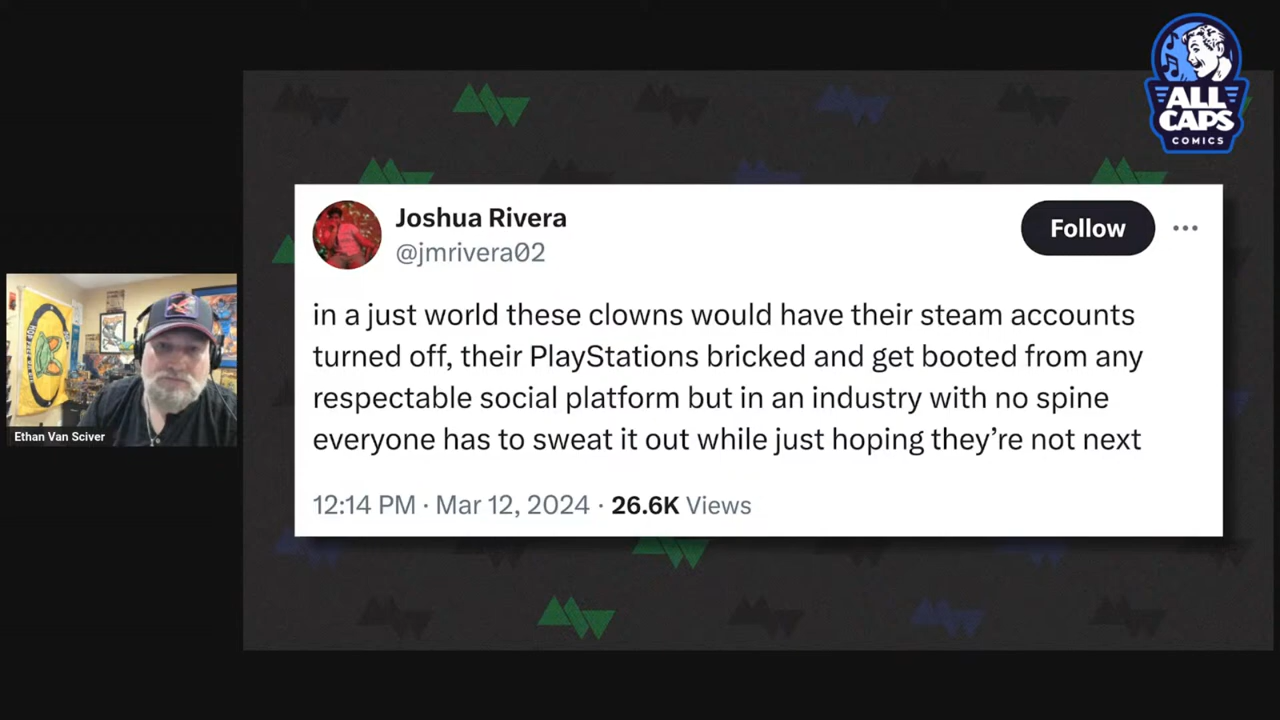 ALL
CAPS
COMICS
Joshua Rivera
@jmrivera02
Follow
in a just world these clowns would have their steam accounts
turned off, their PlayStations bricked and get booted from any
respectable social platform but in an industry with no spine
everyone has to sweat it out while just hoping they’re not next
12:14 PM · Mar 12, 2024 · 26.6K Views
Ethan Van Sciver